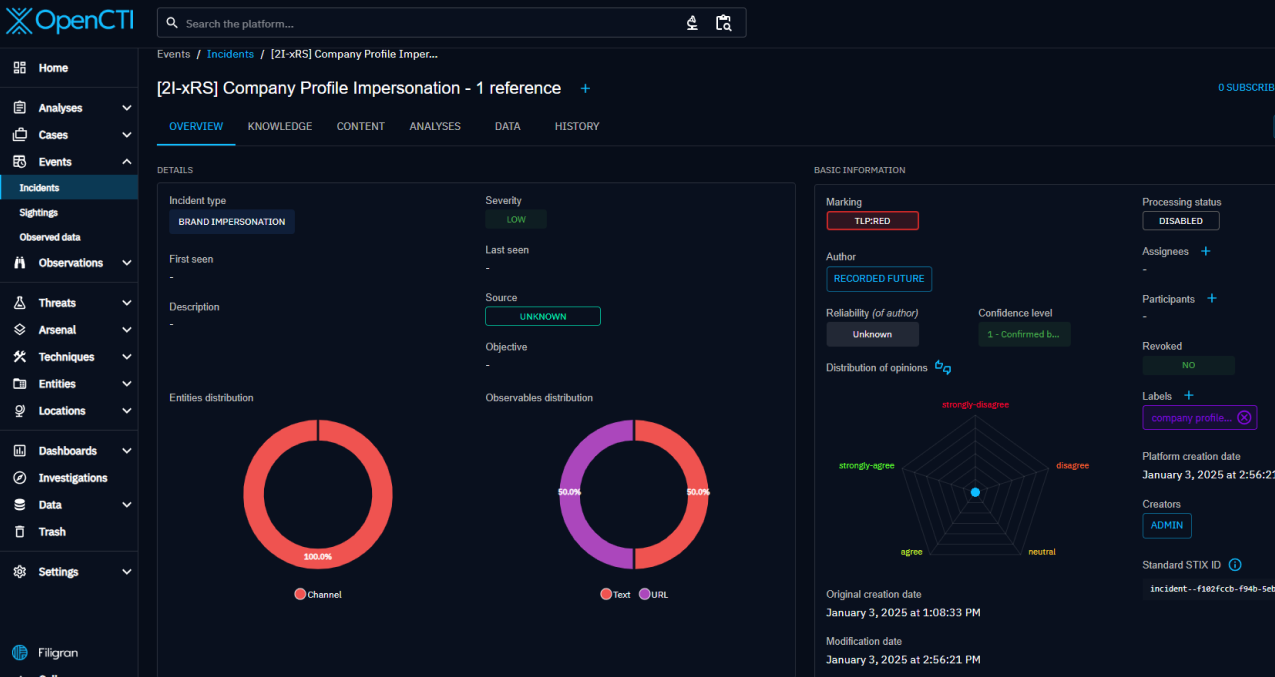 OpenCTI
Search the platform...
Home
Analyses
Cases
Events
Incidents
Sightings
Observed data
Observations
Threats
Arsenal
Techniques
Entities
Locations
Dashboards
Investigations
Data
Trash
Settings
Filigran
Events / Incidents / [2I-xRS] Company Profile Imper...
[2I-xRS] Company Profile Impersonation - 1 reference +
0 SUBSCRIB
OVERVIEW KNOWLEDGE CONTENT ANALYSES DATA HISTORY
DETAILS
Incident type
BRAND IMPERSONATION
First seen
-
Description
-
Severity
LOW
Last seen
-
Source
UNKNOWN
Objective
-
Entities distribution
100.0%
Channel
Observables distribution
50.0% 50.0%
Text URL
BASIC INFORMATION
Marking
TLP:RED
Author
RECORDED FUTURE
Reliability (of author)
Unknown
Confidence level
1 - Confirmed b...
Distribution of opinions
strongly-disagree
strongly-agree disagree
agree neutral
Original creation date
January 3, 2025 at 1:08:33 PM
Modification date
January 3, 2025 at 2:56:21 PM
Processing status
DISABLED
Assignees +
-
Participants +
-
Revoked
NO
Labels +
company profile...
Platform creation date
January 3, 2025 at 2:56:21
Creators
ADMIN
Standard STIX ID
incident--f102fccb-f94b-5eb